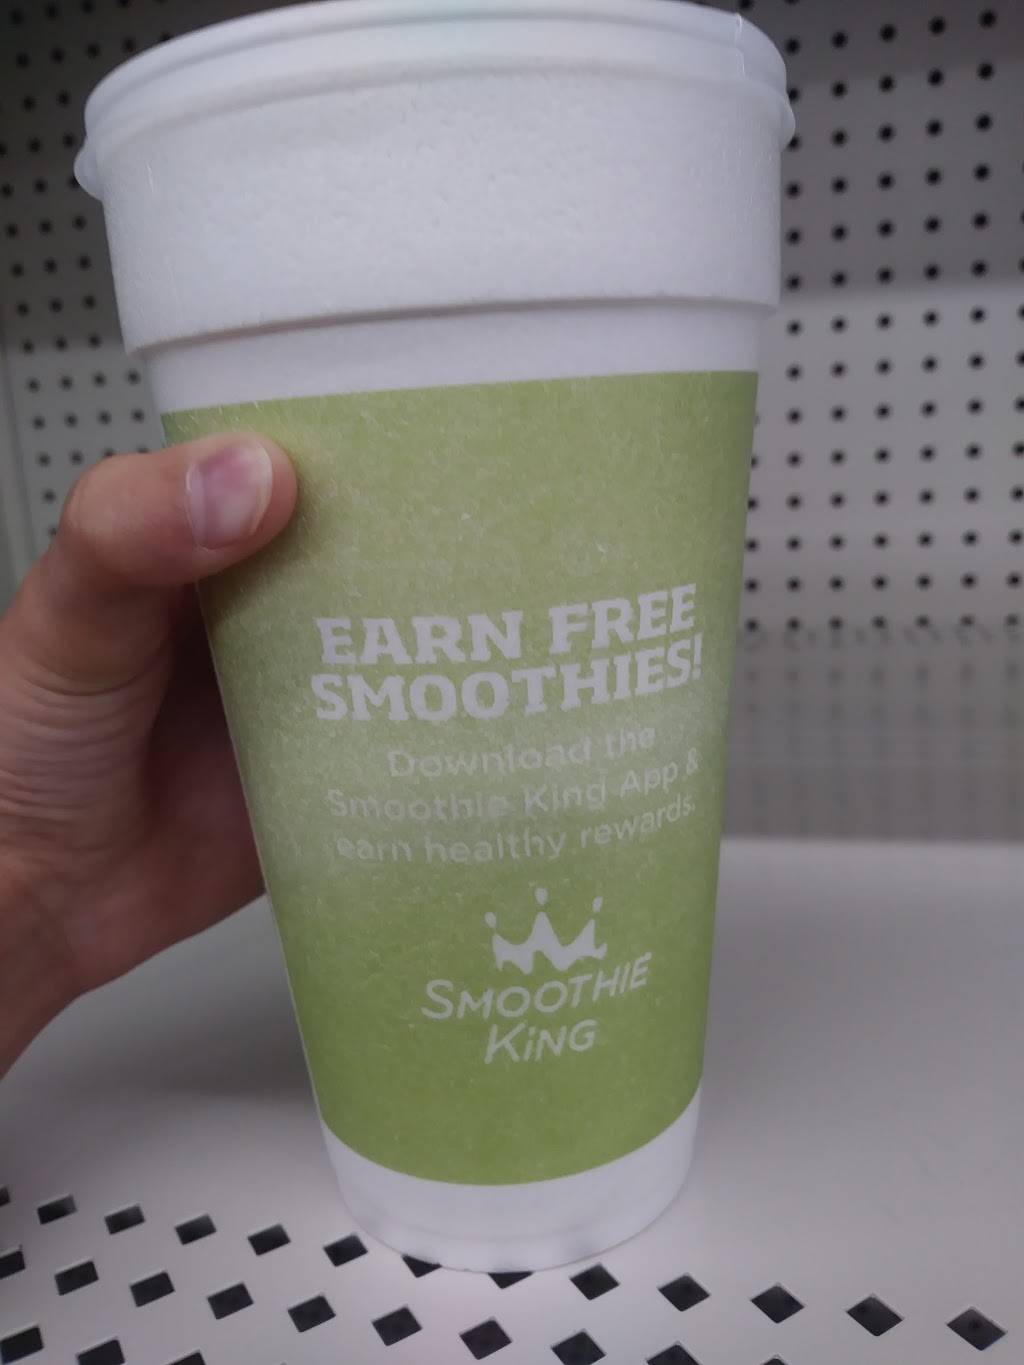 EARN FREE
SMOOTHIES!
Download the
Smoothie King App &
earn healthy rewards.
SMOOTHIE
KiNG